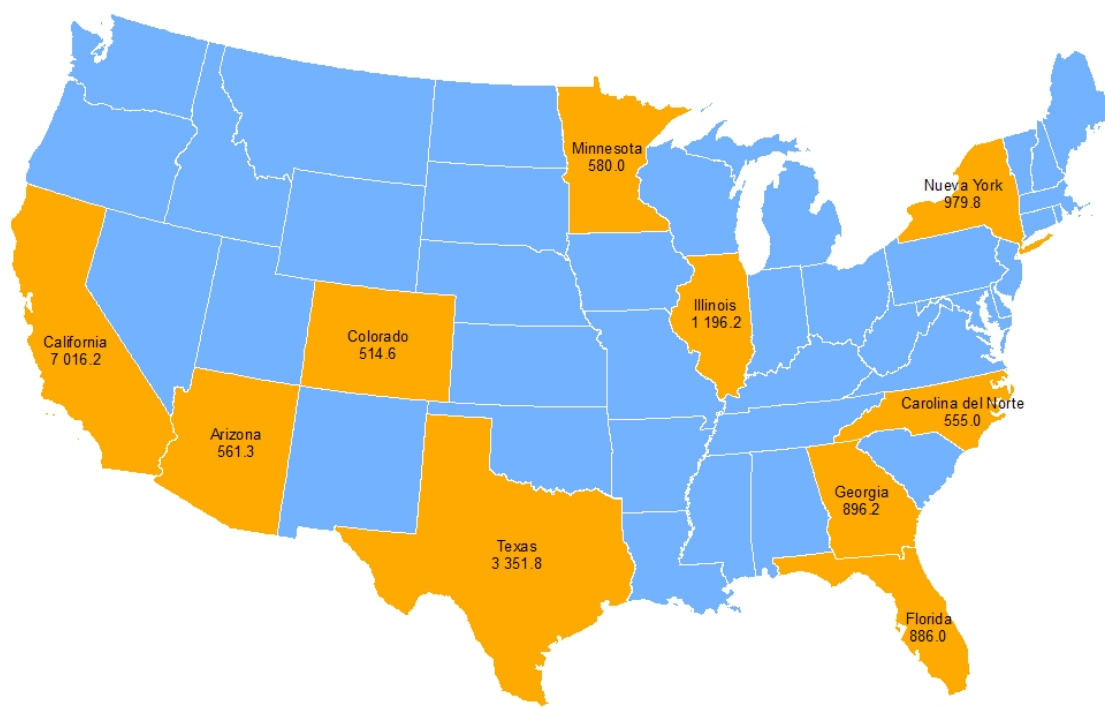 Minnesota
580.0
Nueva York
979.8
Illinois
1 196.2
California
7 016.2
Colorado
514.6
Carolina del Norte
555.0
Arizona
561.3
Georgia
896.2
Texas
3 351.8
Florida
886.0